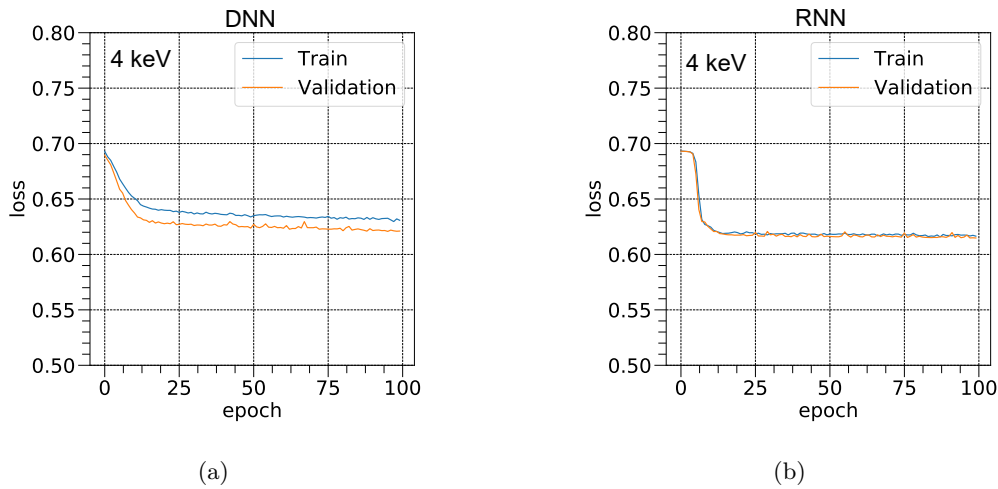 DNN
0.80
0.75
0.70
0.65
0.60
0.55
0.50
loss
4 keV
Train
Validation
0 25 50 75 100
epoch
(a)
RNN
0.80
0.75
0.70
0.65
0.60
0.55
0.50
loss
4 keV
Train
Validation
0 25 50 75 100
epoch
(b)